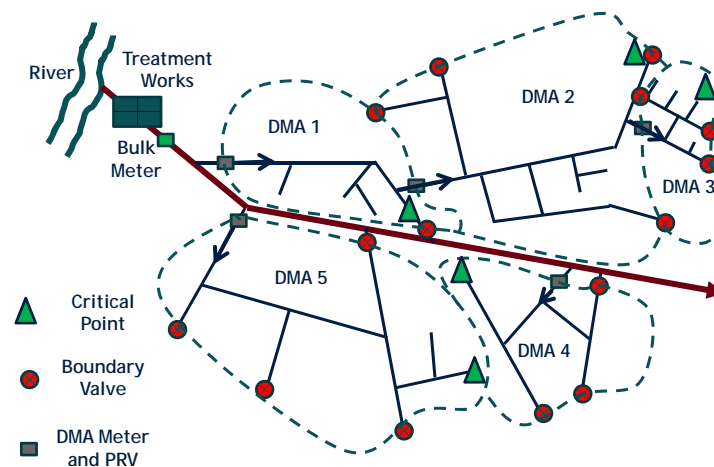 River
Treatment
Works
Bulk
Meter
DMA 1
DMA 2
DMA 3
DMA 5
DMA 4
Critical
Point
Boundary
Valve
DMA Meter
and PRV